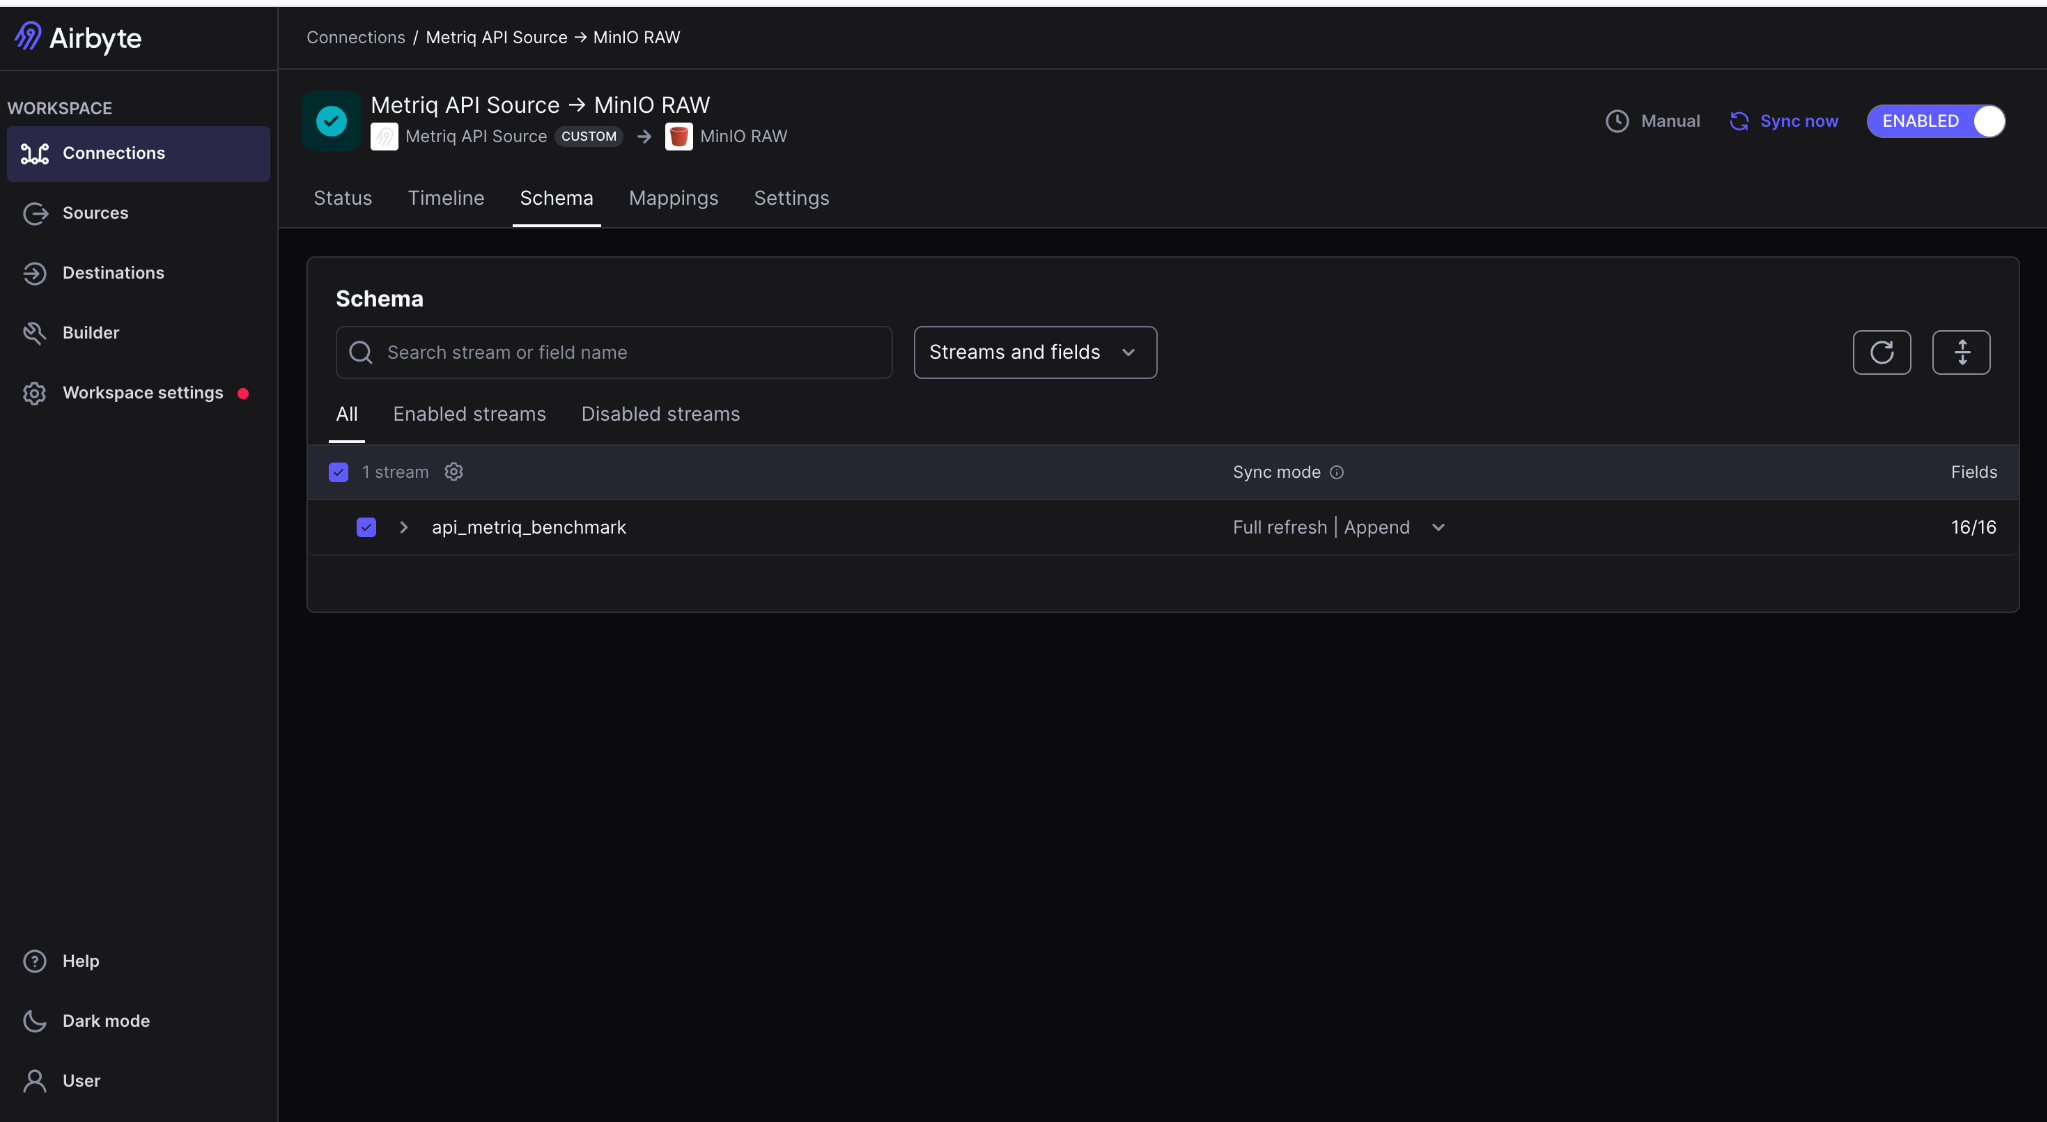 Airbyte
WORKSPACE
Connections
Sources
Destinations
Builder
Workspace settings
Help
Dark mode
User
Connections / Metriq API Source → MinIO RAW
Metriq API Source → MinIO RAW
Metriq API Source CUSTOM → MinIO RAW
Manual
Sync now
ENABLED
Status Timeline Schema Mappings Settings
Schema
Search stream or field name
Streams and fields
All Enabled streams Disabled streams
1 stream Sync mode Fields
api_metriq_benchmark Full refresh | Append 16/16